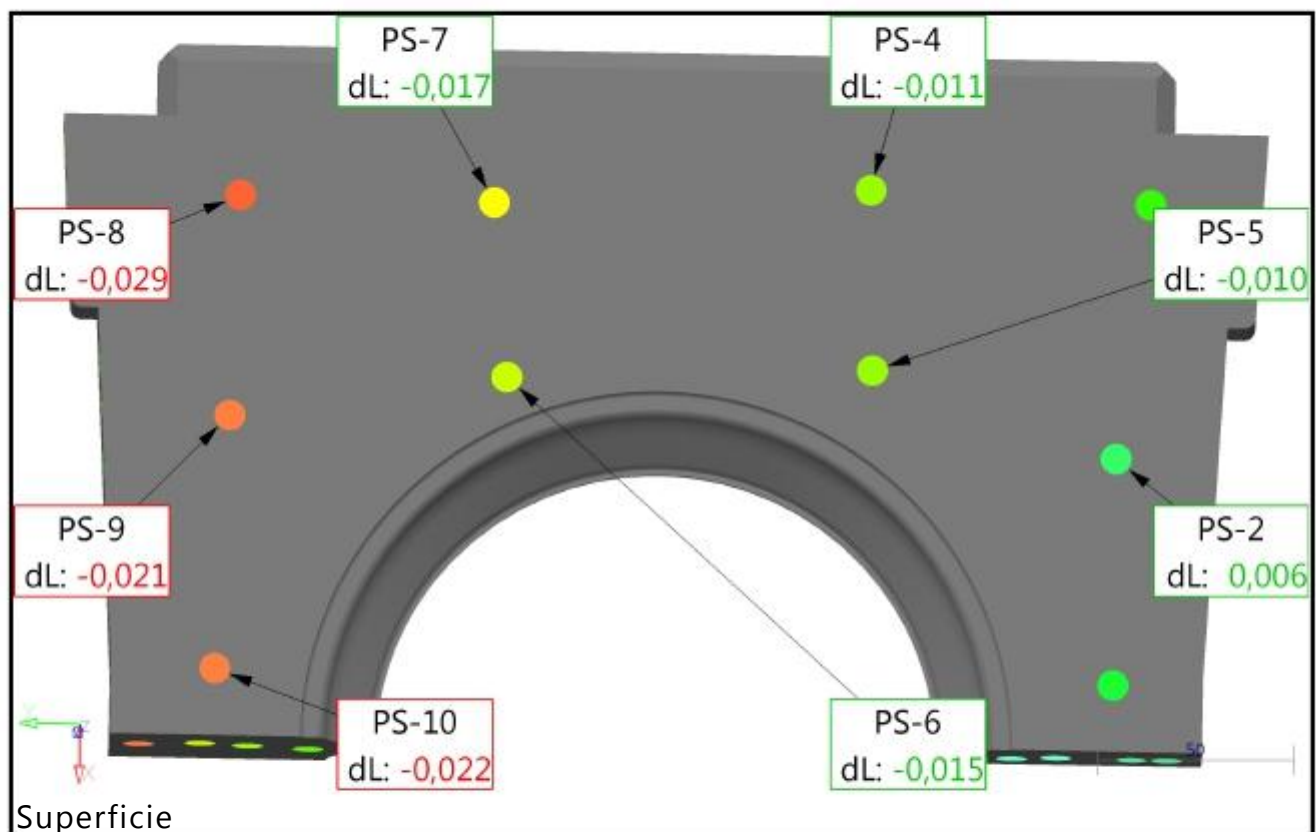 PS-7
dL: -0,017
PS-4
dL: -0,011
PS-8
dL: -0,029
PS-5
dL: -0,010
PS-9
dL: -0,021
PS-2
dL: 0,006
PS-10
dL: -0,022
PS-6
dL: -0,015
Y
X
50
Superficie